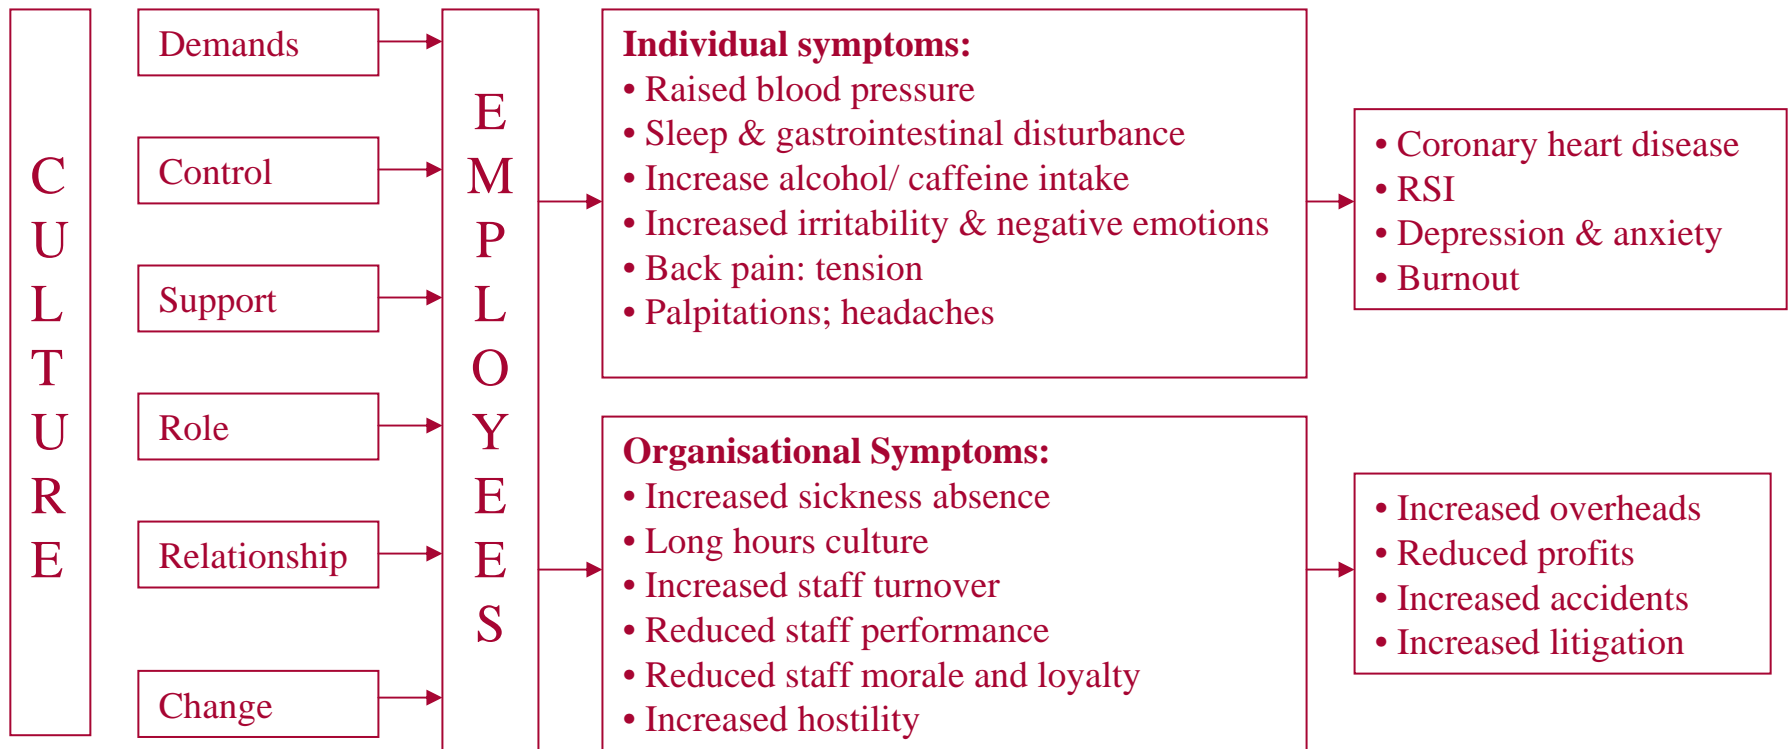 CULTURE
Demands
Control
Support
Role
Relationship
Change
EMPLOYEES
Individual symptoms:
• Raised blood pressure
• Sleep & gastrointestinal disturbance
• Increase alcohol/ caffeine intake
• Increased irritability & negative emotions
• Back pain: tension
• Palpitations; headaches
• Coronary heart disease
• RSI
• Depression & anxiety
• Burnout
Organisational Symptoms:
• Increased sickness absence
• Long hours culture
• Increased staff turnover
• Reduced staff performance
• Reduced staff morale and loyalty
• Increased hostility
• Increased overheads
• Reduced profits
• Increased accidents
• Increased litigation